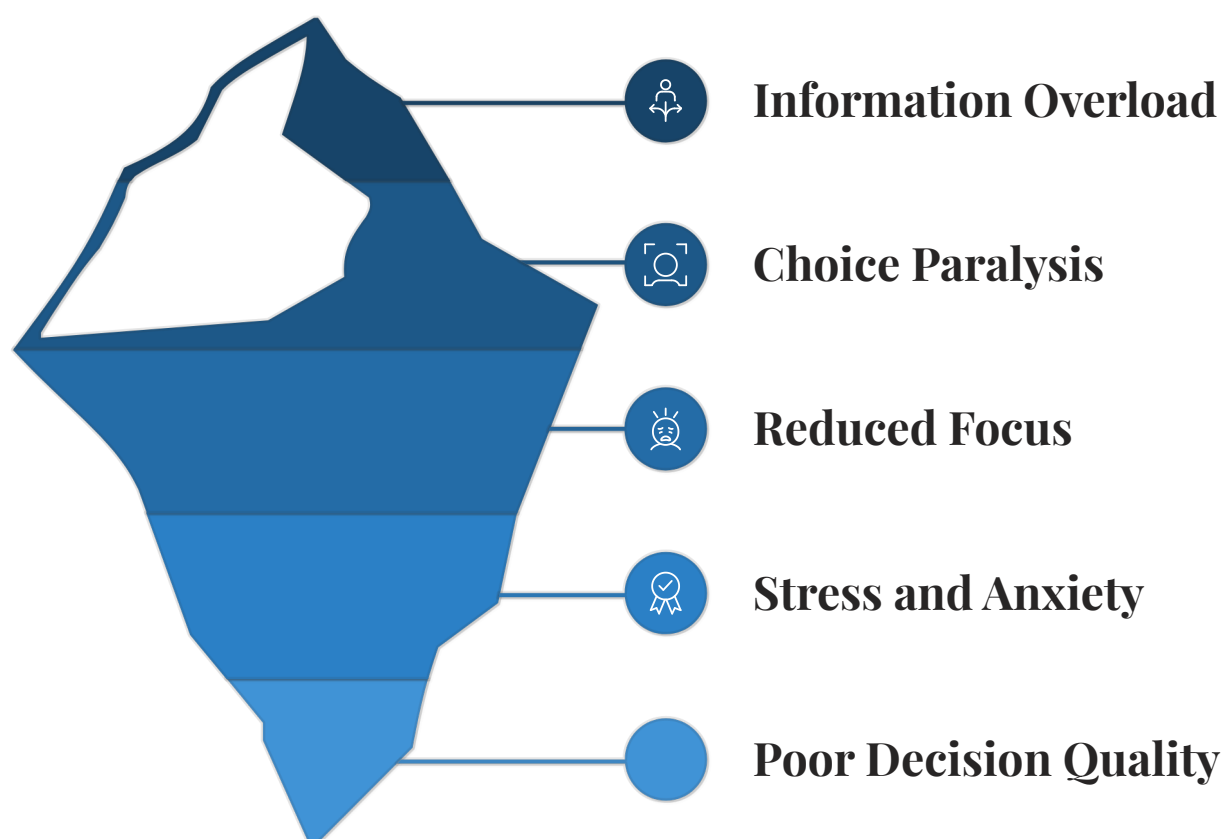 Information Overload
Choice Paralysis
Reduced Focus
Stress and Anxiety
Poor Decision Quality